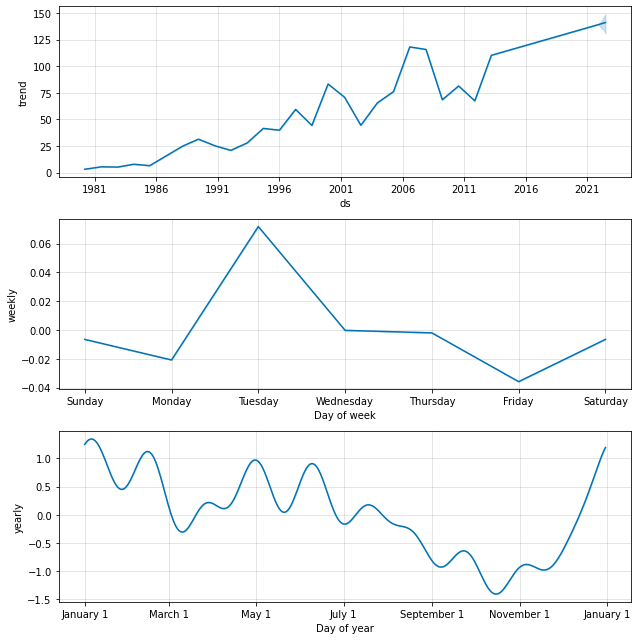 150
125
100
75
50
25
0
trend
1981 1986 1991 1996 2001 2006 2011 2016 2021
ds
0.06
0.04
0.02
0.00
−0.02
−0.04
weekly
Sunday Monday Tuesday Wednesday Thursday Friday Saturday
Day of week
1.0
0.5
0.0
−0.5
−1.0
−1.5
yearly
January 1 March 1 May 1 July 1 September 1 November 1 January 1
Day of year